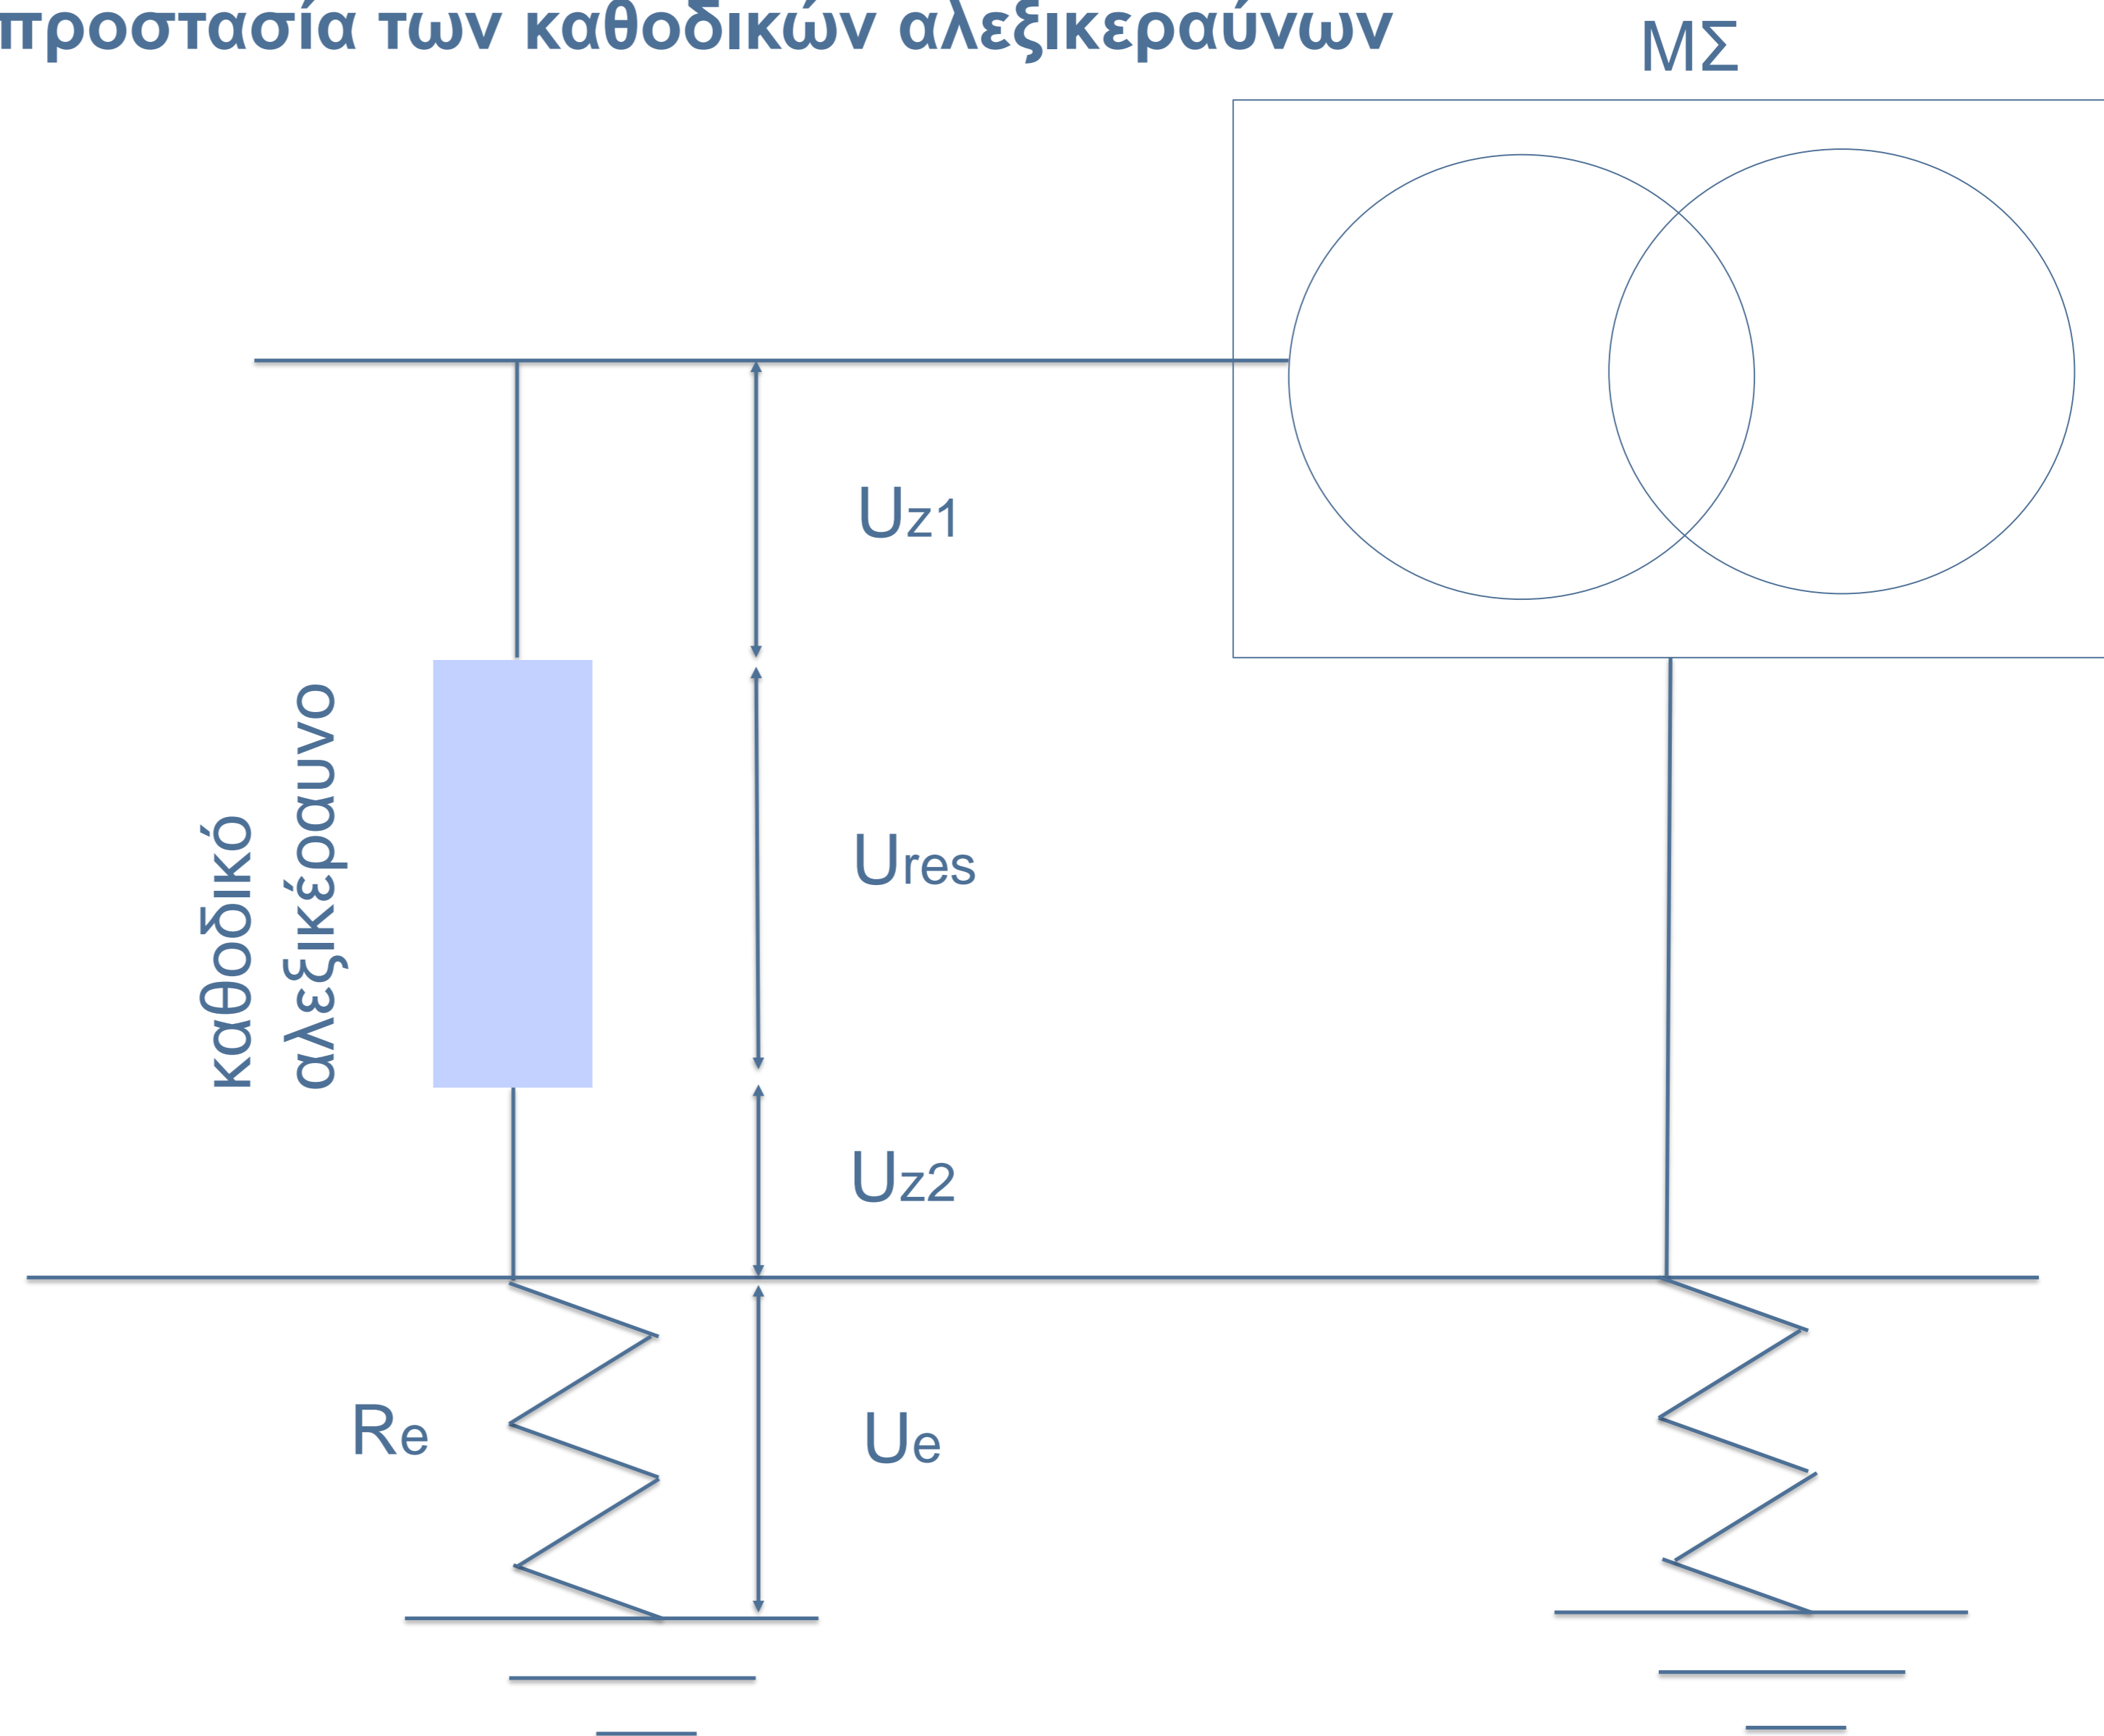 προστασία των καθοδικών αλεξικεραύνων
ΜΣ
Uz1
καθοδικό
αλεξικέραυνο
Ures
Uz2
Re
Ue